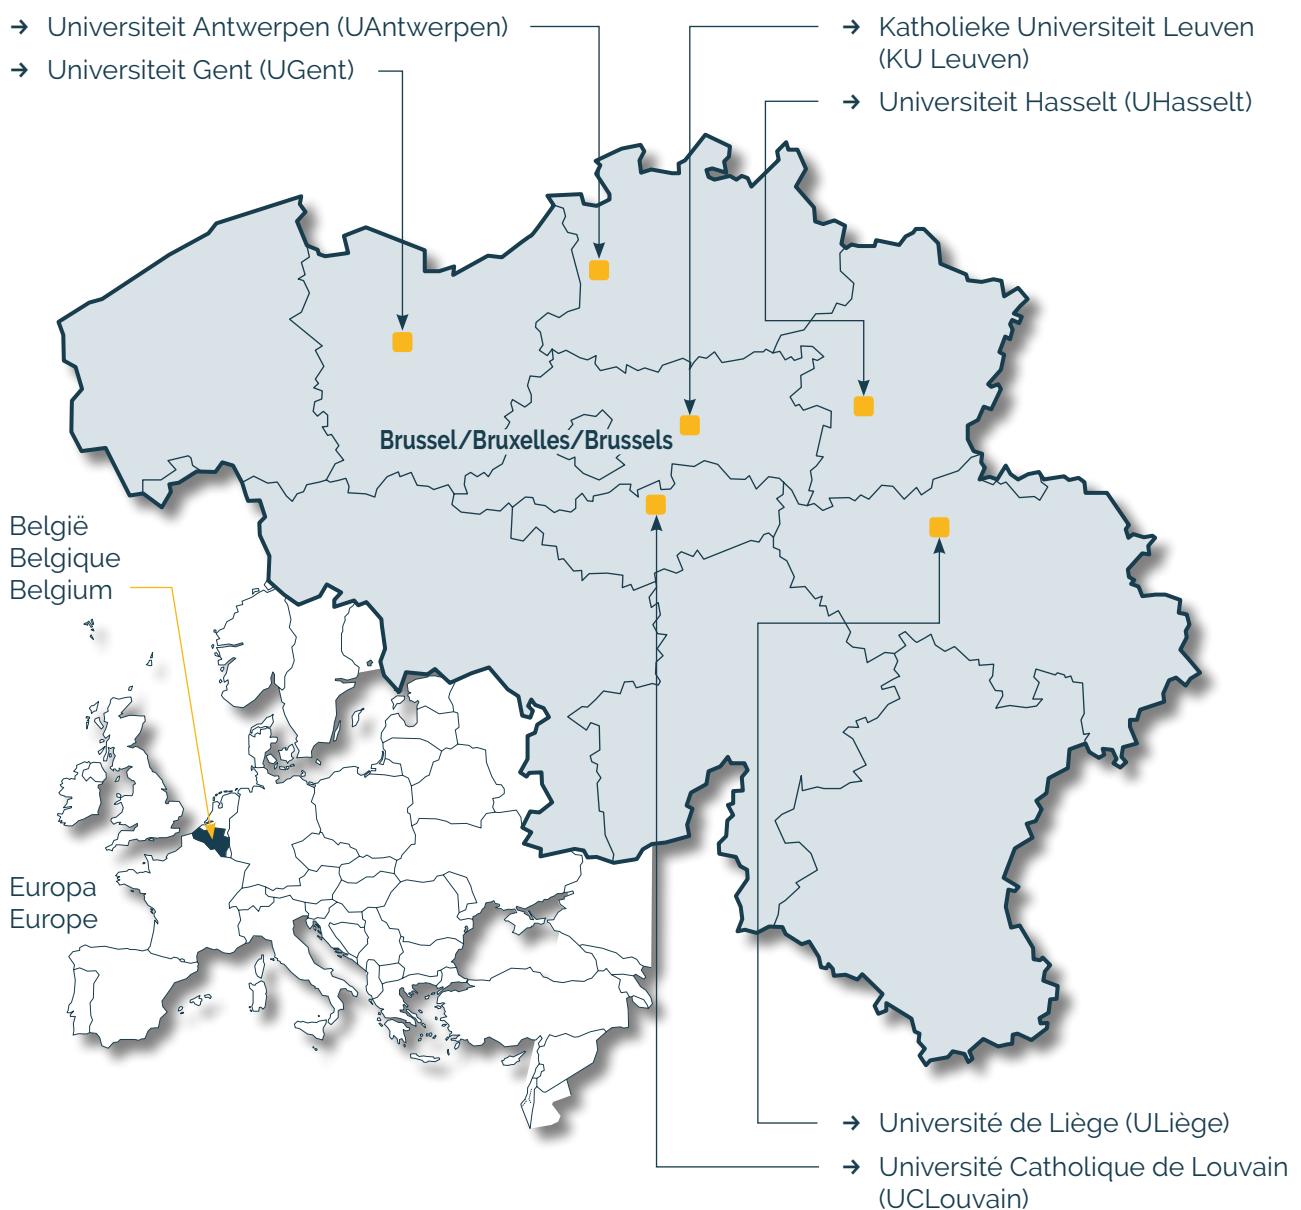 → Universiteit Antwerpen (UAntwerpen)
→ Universiteit Gent (UGent)
→ Katholieke Universiteit Leuven
(KU Leuven)
→ Universiteit Hasselt (UHasselt)
Brussel/Bruxelles/Brussels
België
Belgique
Belgium
Europa
Europe
→ Université de Liège (ULiège)
→ Université Catholique de Louvain
(UCLouvain)